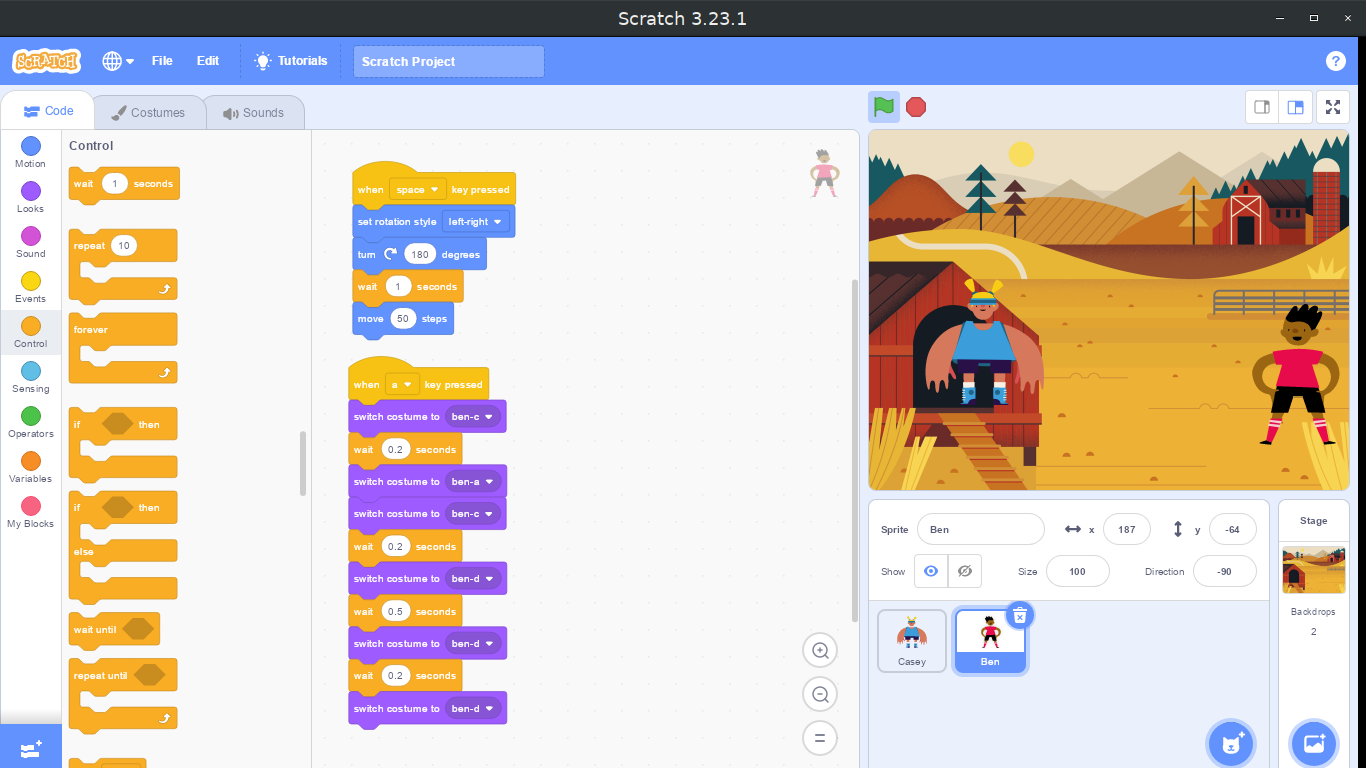 Scratch 3.23.1
SCRATCH File Edit Tutorials Scratch Project ?
Code Costumes Sounds
Motion
Looks
Sound
Events
Control
Sensing
Operators
Variables
My Blocks
Control
wait 1 seconds
repeat 10
forever
if then
if then
else
wait until
repeat until
when space key pressed
set rotation style left-right
turn 180 degrees
wait 1 seconds
move 50 steps
when a key pressed
switch costume to ben-c
wait 0.2 seconds
switch costume to ben-a
switch costume to ben-c
wait 0.2 seconds
switch costume to ben-d
wait 0.5 seconds
switch costume to ben-d
wait 0.2 seconds
switch costume to ben-d
Sprite Ben x 187 y -64
Show Size 100 Direction -90
Casey
Ben
Stage
Backdrops
2